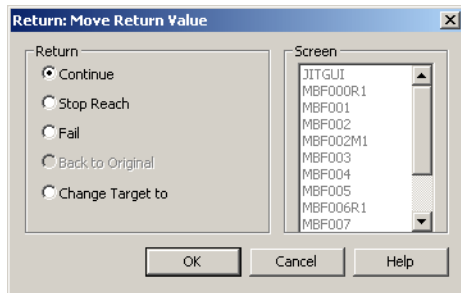 Return: Move Return Value
Return
Continue
Stop Reach
Fail
Back to Original
Change Target to
Screen
JITGUI
MBF000R1
MBF001
MBF002
MBF002M1
MBF003
MBF004
MBF005
MBF006R1
MBF007
OK
Cancel
Help